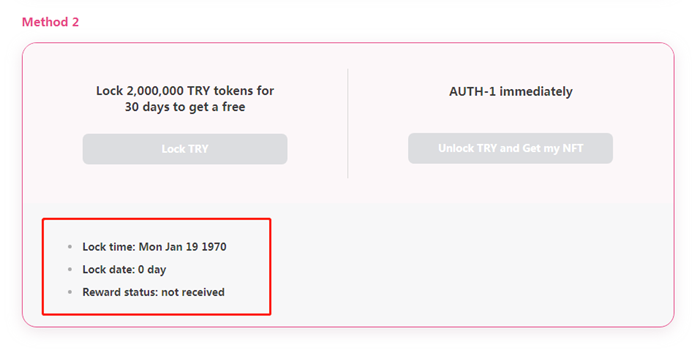 Method 2
Lock 2,000,000 TRY tokens for
30 days to get a free
Lock TRY
AUTH-1 immediately
Unlock TRY and Get my NFT
Lock time: Mon Jan 19 1970
Lock date: 0 day
Reward status: not received